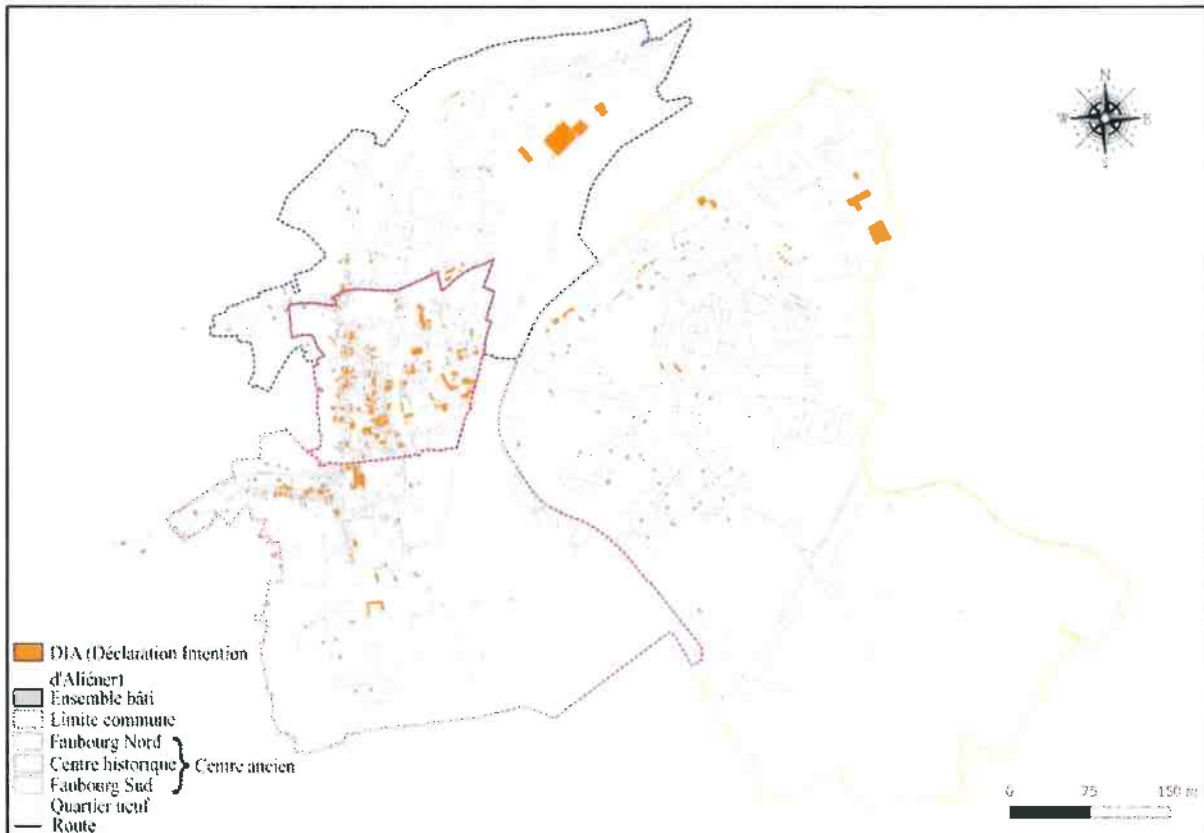 N
W E
S
DIA (Déclaration Intention
d'Aliéner)
Ensemble bâti
Limite commune
Faubourg Nord
Centre historique } Centre ancien
Faubourg Sud
Quartier neuf
Route
0 75 150 m